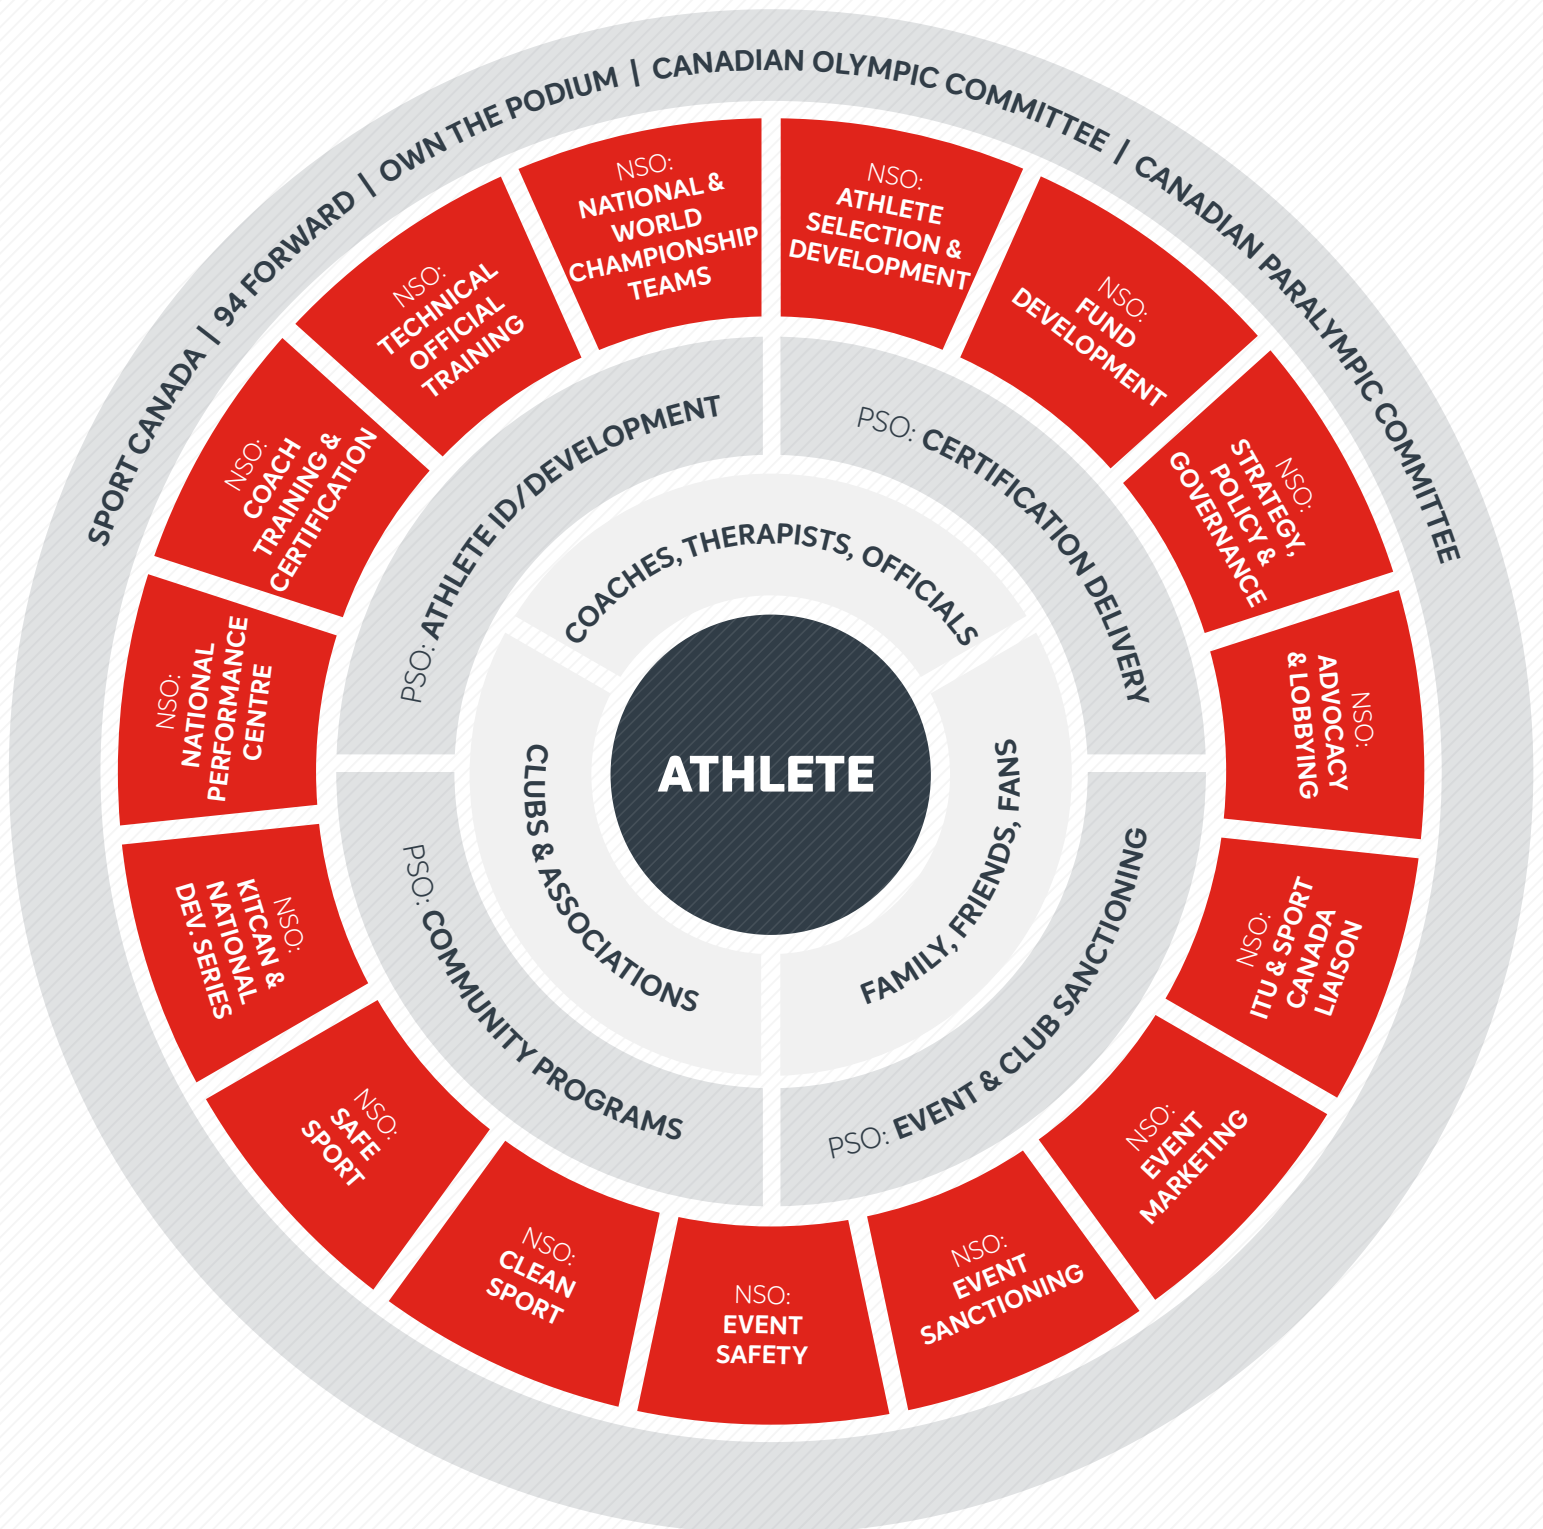 SPORT CANADA | 94 FORWARD | OWN THE PODIUM | CANADIAN OLYMPIC COMMITTEE | CANADIAN PARALYMPIC COMMITTEE
NSO:
NATIONAL &
WORLD
CHAMPIONSHIP
TEAMS
NSO:
ATHLETE
SELECTION &
DEVELOPMENT
NSO:
FUND
DEVELOPMENT
NSO:
STRATEGY,
POLICY &
GOVERNANCE
NSO:
ADVOCACY
& LOBBYING
NSO:
ITU & SPORT
CANADA
LIAISON
NSO:
EVENT
MARKETING
NSO:
EVENT
SANCTIONING
NSO:
EVENT
SAFETY
NSO:
CLEAN
SPORT
NSO:
SAFE
SPORT
NSO:
KITCAN &
NATIONAL
DEV. SERIES
NSO:
NATIONAL
PERFORMANCE
CENTRE
NSO:
COACH
TRAINING &
CERTIFICATION
NSO:
TECHNICAL
OFFICIAL
TRAINING
PSO: ATHLETE ID/DEVELOPMENT
PSO: CERTIFICATION DELIVERY
PSO: EVENT & CLUB SANCTIONING
PSO: COMMUNITY PROGRAMS
COACHES, THERAPISTS, OFFICIALS
FAMILY, FRIENDS, FANS
CLUBS & ASSOCIATIONS
ATHLETE